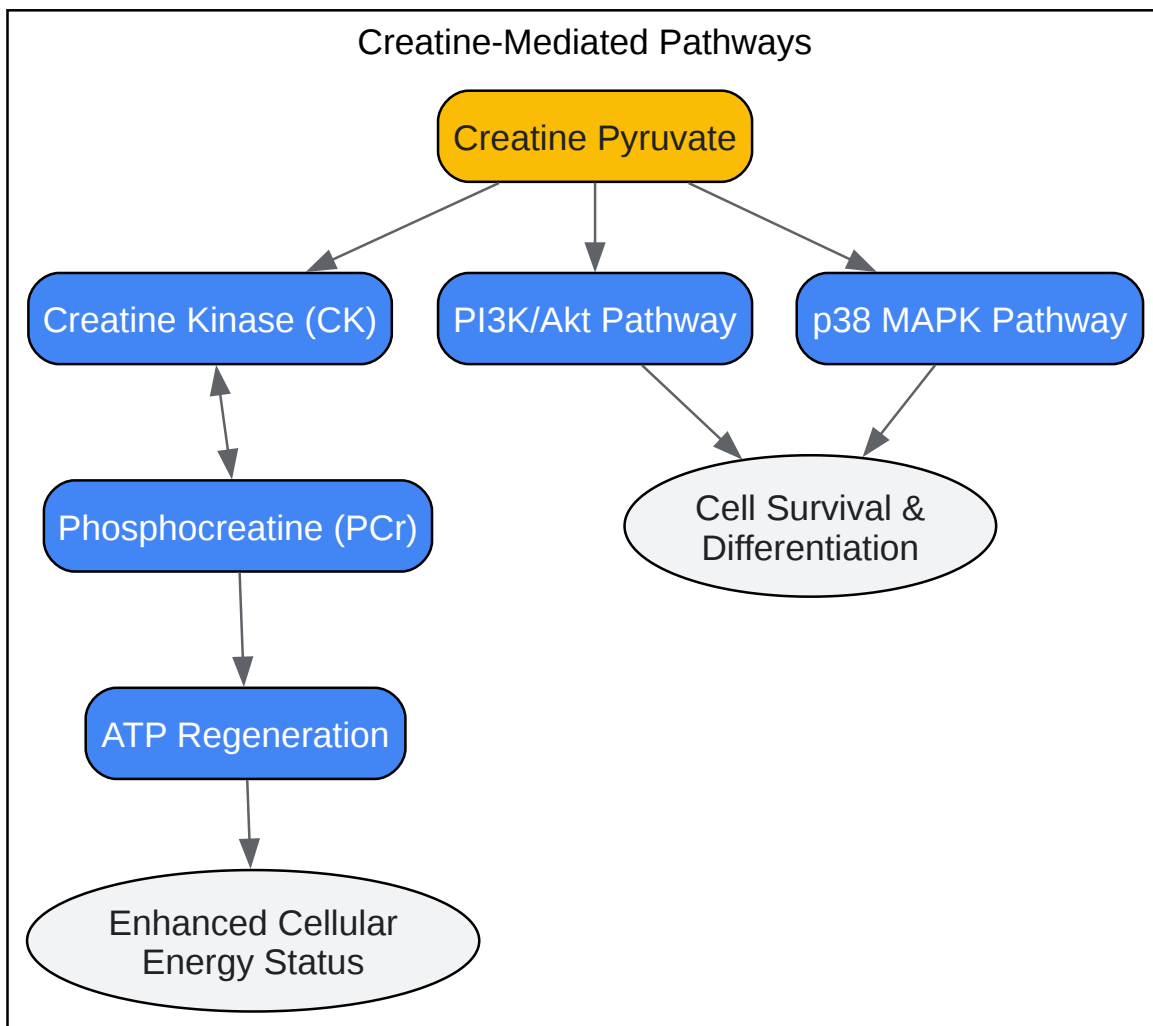 Creatine-Mediated Pathways
Creatine Pyruvate
Creatine Kinase (CK)
PI3K/Akt Pathway
p38 MAPK Pathway
Phosphocreatine (PCr)
Cell Survival &
Differentiation
ATP Regeneration
Enhanced Cellular
Energy Status